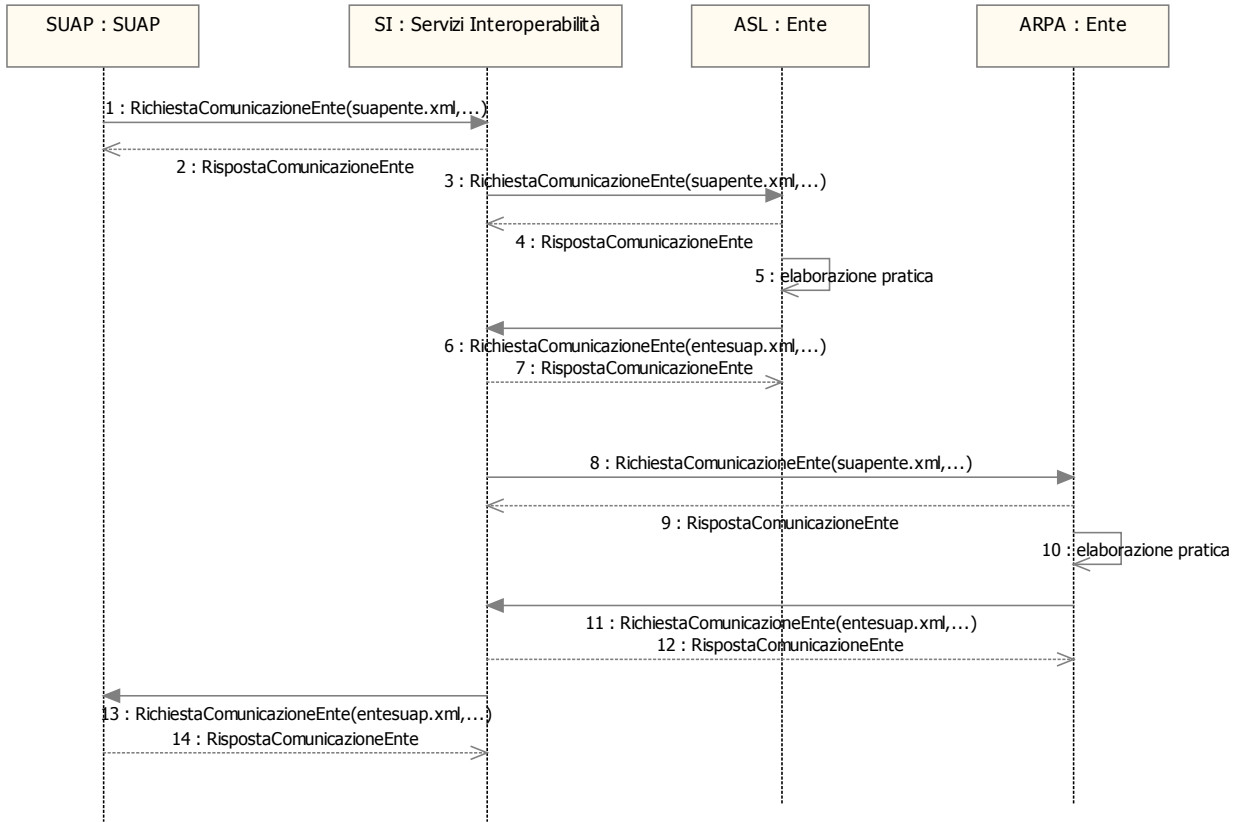 SUAP : SUAP
SI : Servizi Interoperabilità
ASL : Ente
ARPA : Ente
1 : RichiestaComunicazioneEnte(suapente.xml,...)
2 : RispostaComunicazioneEnte
3 : RichiestaComunicazioneEnte(suapente.xml,...)
4 : RispostaComunicazioneEnte
5 : elaborazione pratica
6 : RichiestaComunicazioneEnte(entesuap.xml,...)
7 : RispostaComunicazioneEnte
8 : RichiestaComunicazioneEnte(suapente.xml,...)
9 : RispostaComunicazioneEnte
10 : elaborazione pratica
11 : RichiestaComunicazioneEnte(entesuap.xml,...)
12 : RispostaComunicazioneEnte
13 : RichiestaComunicazioneEnte(entesuap.xml,...)
14 : RispostaComunicazioneEnte